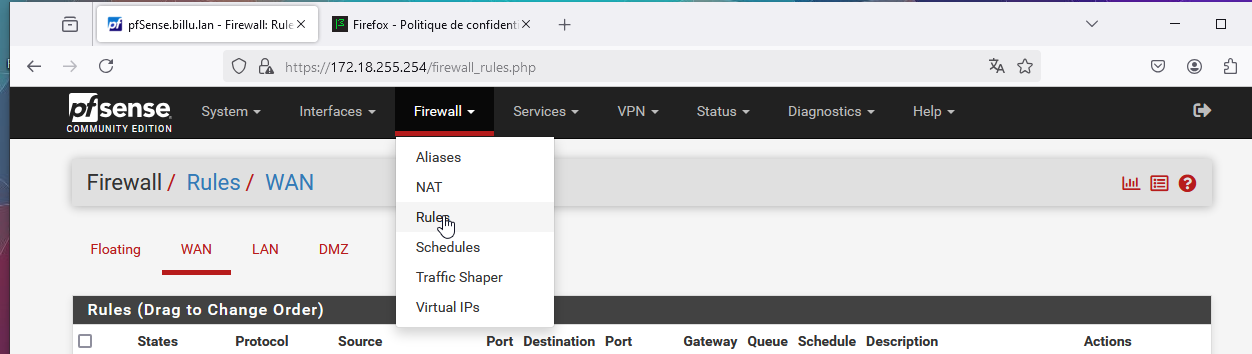 pfSense.billu.lan - Firewall: Rule
Firefox - Politique de confidenti
https://172.18.255.254/firewall_rules.php
pfsense
COMMUNITY EDITION
System
Interfaces
Firewall
Services
VPN
Status
Diagnostics
Help
Aliases
NAT
Rules
Schedules
Traffic Shaper
Virtual IPs
Firewall / Rules / WAN
Floating WAN LAN DMZ
Rules (Drag to Change Order)
States Protocol Source Port Destination Port Gateway Queue Schedule Description Actions